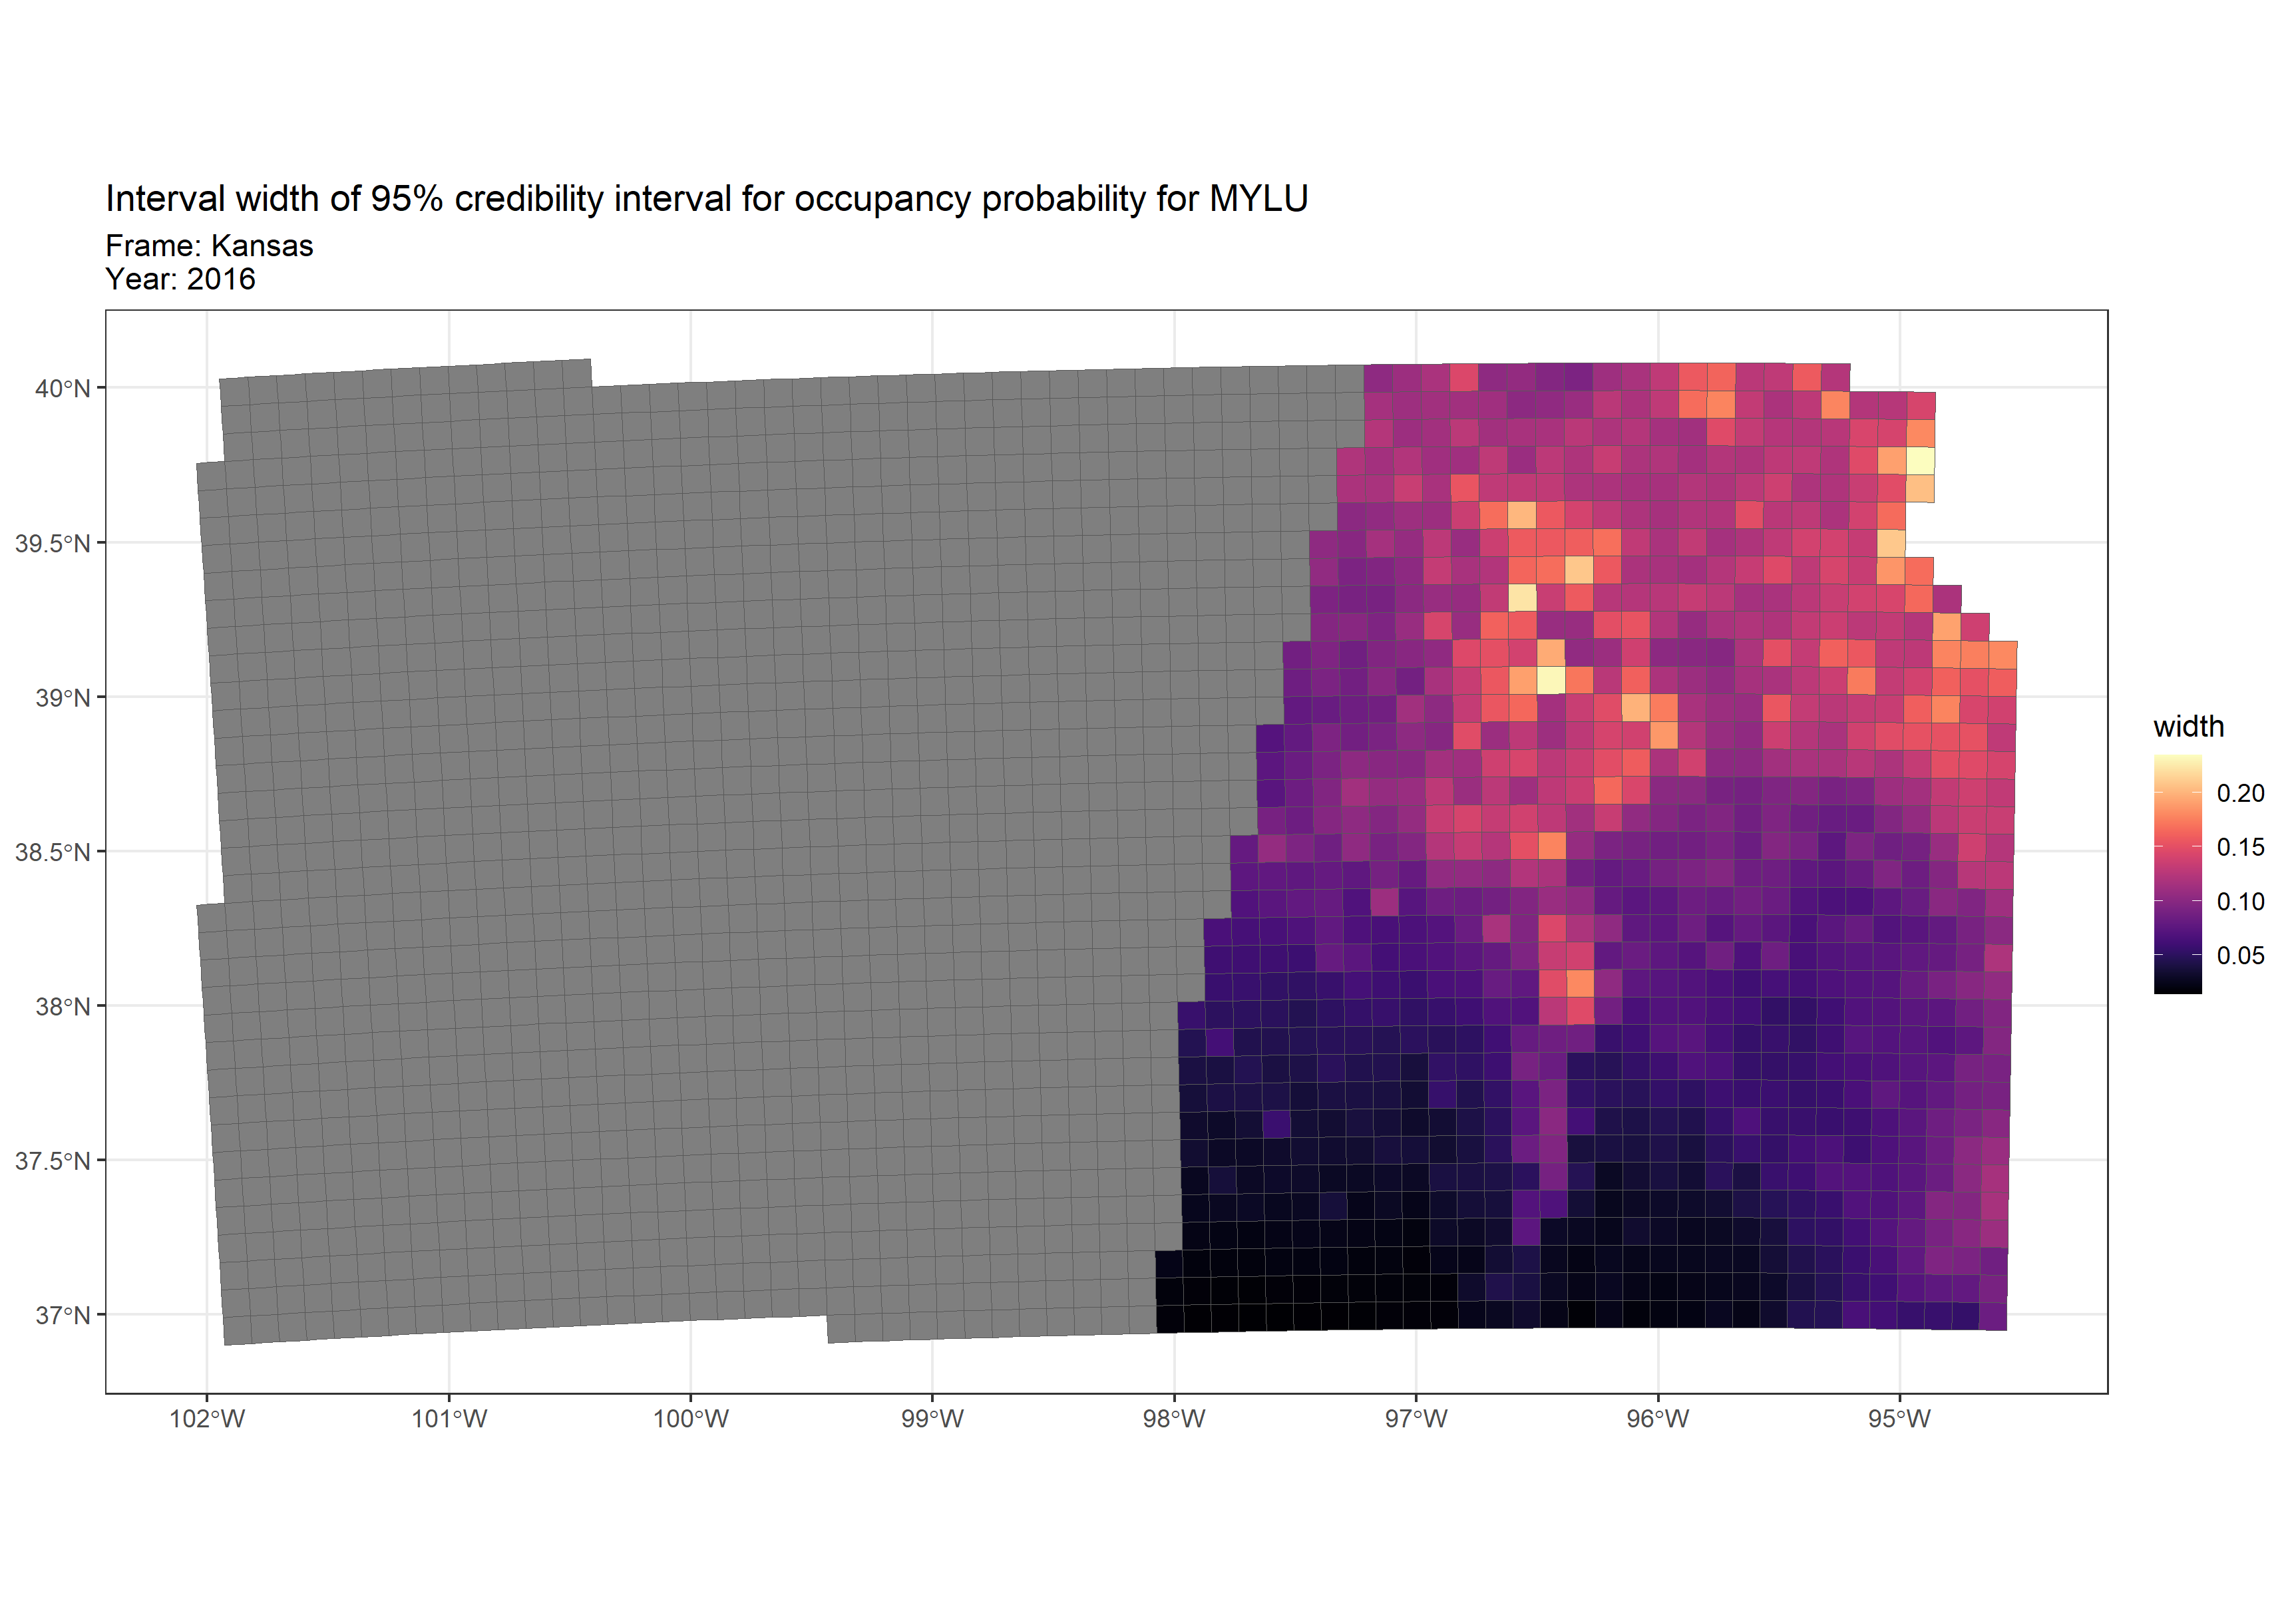 Interval width of 95% credibility interval for occupancy probability for MYLU
Frame: Kansas
Year: 2016
40°N
39.5°N
39°N
38.5°N
38°N
37.5°N
37°N
102°W
101°W
100°W
99°W
98°W
97°W
96°W
95°W
width
0.20
0.15
0.10
0.05